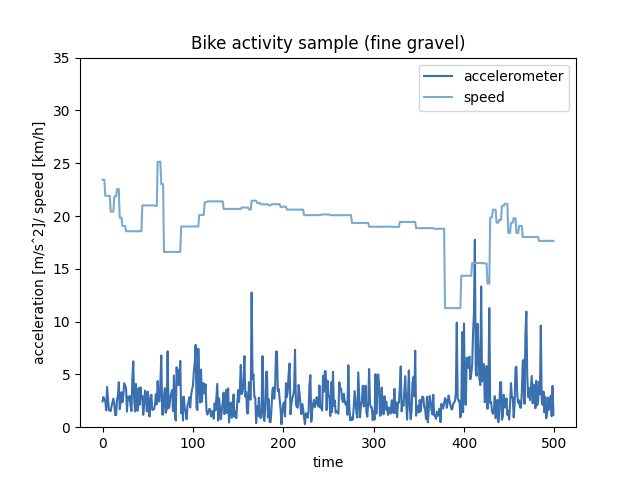 Bike activity sample (fine gravel)
accelerometer
speed
35
30
25
20
15
10
5
0
acceleration [m/s^2]/ speed [km/h]
0 100 200 300 400 500
time